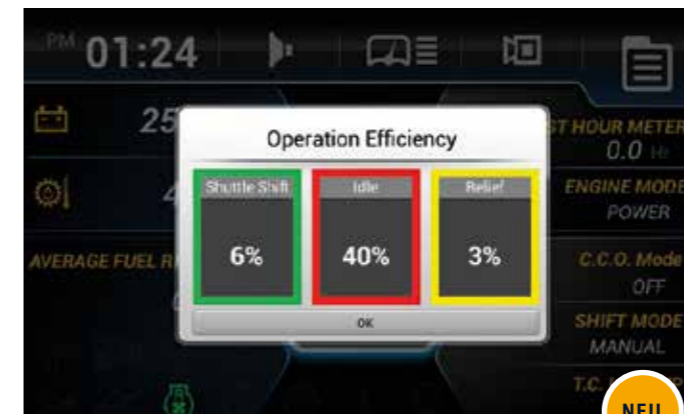 PM 01:24
25
Operation Efficiency
Shuttle Shift
6%
Idle
40%
Relief
3%
OK
AVERAGE FUEL R
ST HOUR METER
0.0 Hr
ENGINE MODE
POWER
C.C.O. Mode
OFF
SHIFT MODE
MANUAL
T.C.
NEU